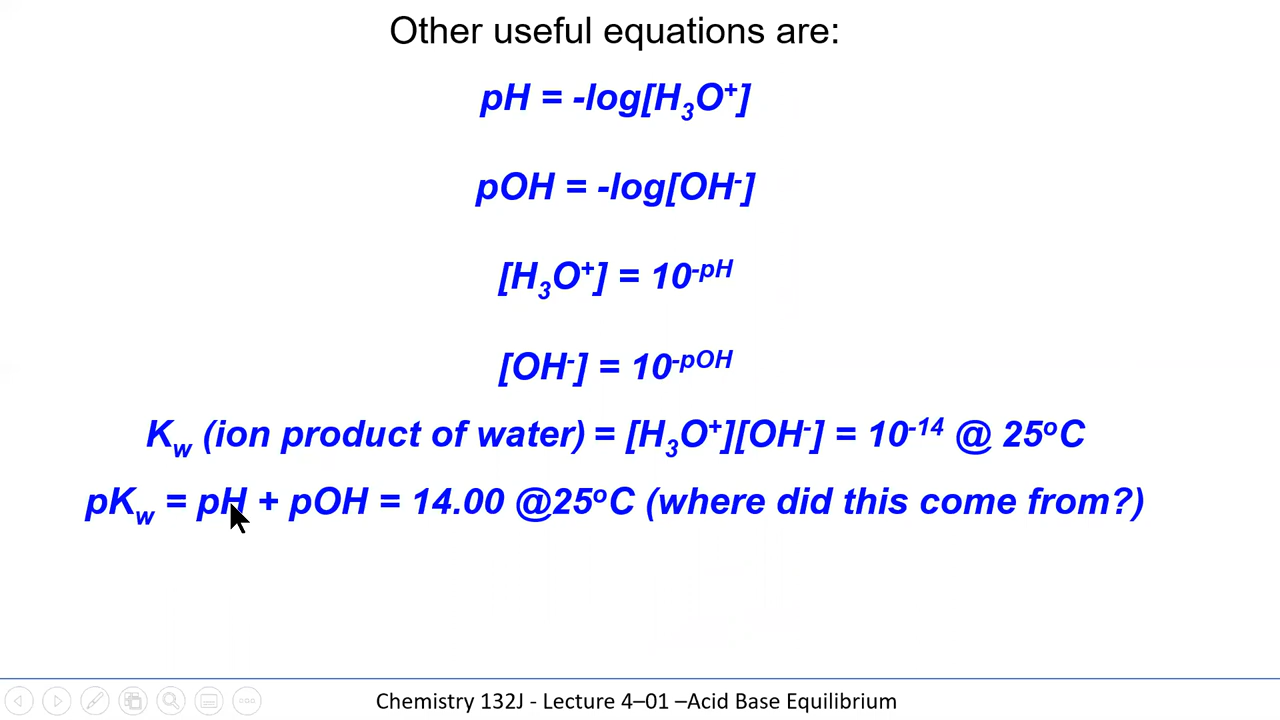 Other useful equations are:
pH = -log[H₃O⁺]
pOH = -log[OH⁻]
[H₃O⁺] = 10⁻ᵖᴴ
[OH⁻] = 10⁻ᵖᴼᴴ
K_w (ion product of water) = [H₃O⁺][OH⁻] = 10⁻¹⁴ @ 25ᵒC
pK_w = pH + pOH = 14.00 @25ᵒC (where did this come from?)
Chemistry 132J - Lecture 4–01 –Acid Base Equilibrium